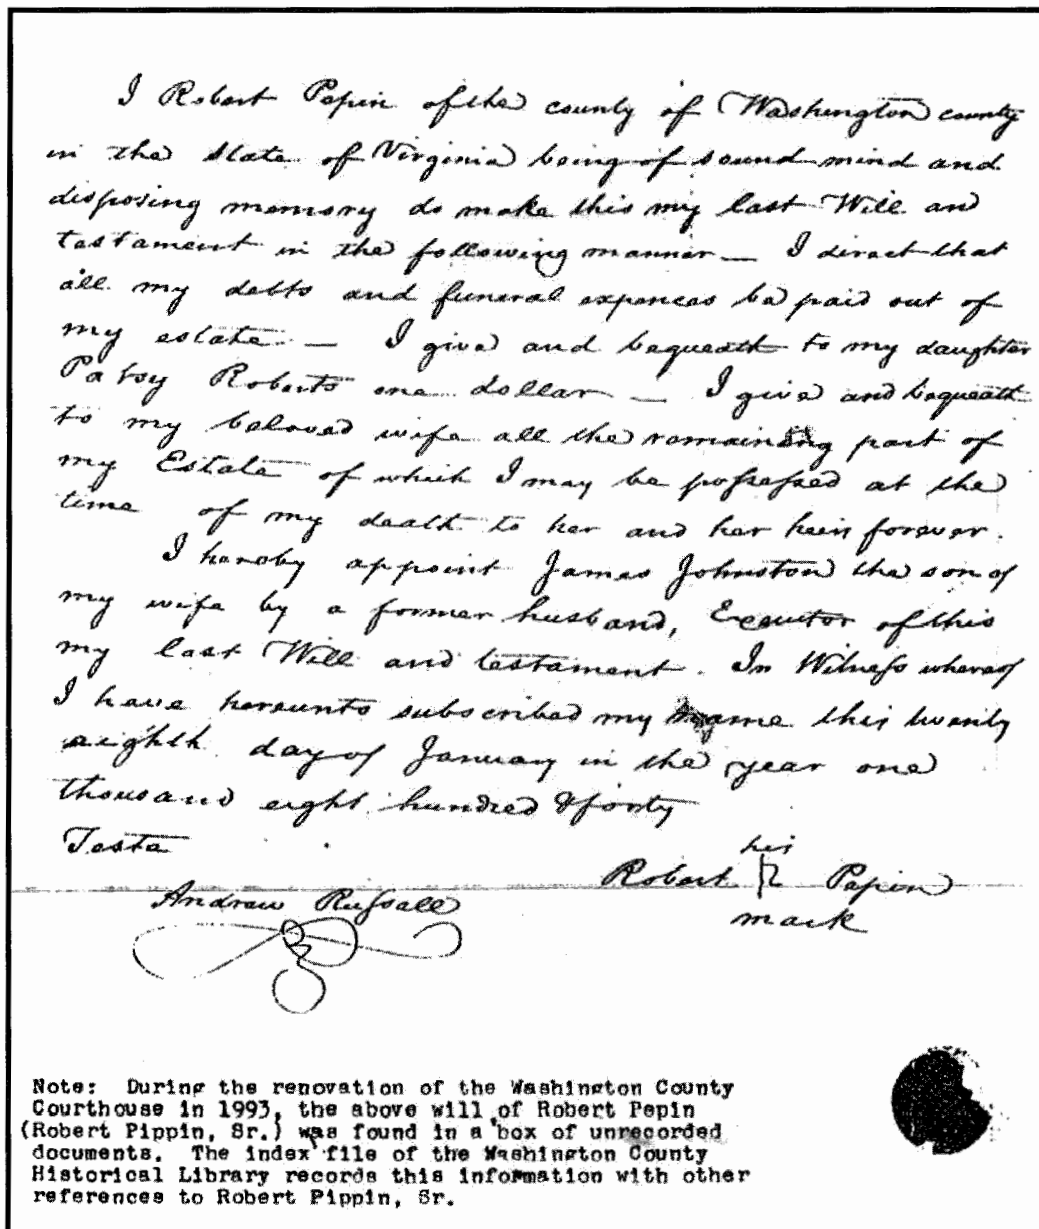 I Robert Pepin of the county of Washington county
in the State of Virginia being of sound mind and
disposing memory do make this my last Will and
testament in the following manner — I direct that
all my debts and funeral expences be paid out of
my estate — I give and bequeath to my daughter
Patsy Roberts one dollar — I give and bequeath
to my beloved wife all the remaining part of
my Estate of which I may be possessed at the
time of my death to her and her heirs forever.
I hereby appoint James Johnston the son of
my wife by a former husband, Executor of this
my last Will and testament. In Witness whereof
I have hereunto subscribed my name this twenty
eighth day of January in the year one
thousand eight hundred & forty
Teste
his
Robert R Pepin
mark
Andrew Russell
Note: During the renovation of the Washington County
Courthouse in 1993, the above will of Robert Pepin
(Robert Pippin, Sr.) was found in a box of unrecorded
documents. The index file of the Washington County
Historical Library records this information with other
references to Robert Pippin, Sr.